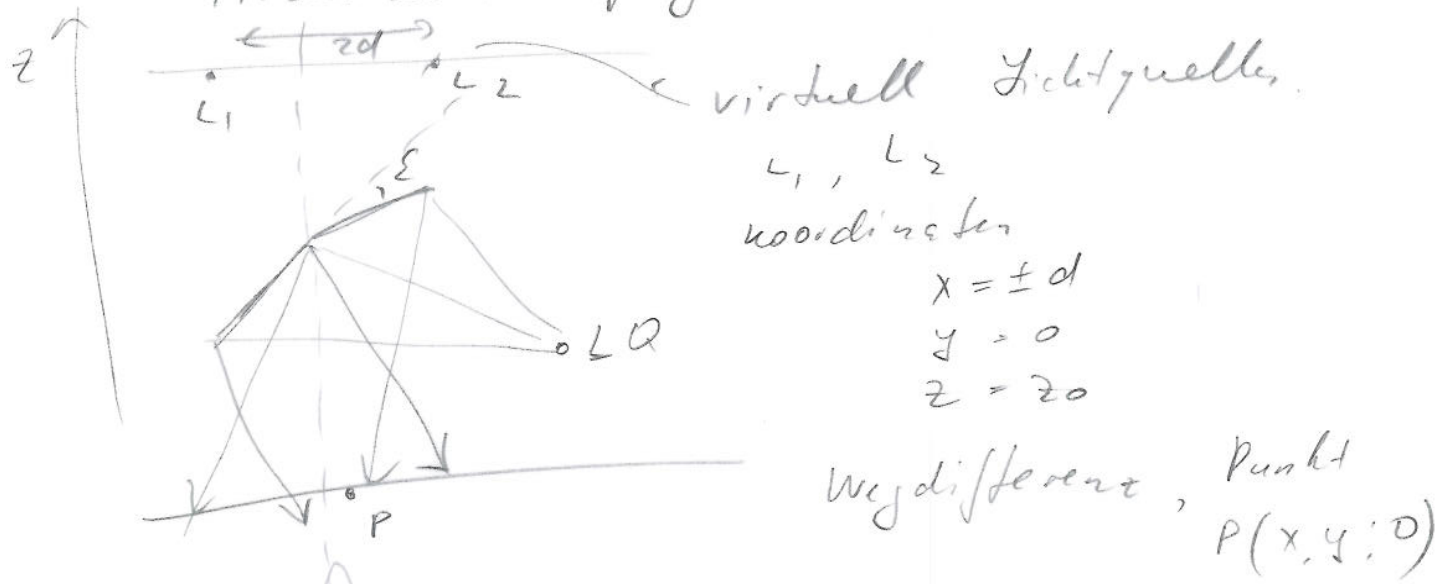 z
2d
L1
L2
virtuell Lichtquellen
L1, L2
ε
koordinaten
x = ± d
LQ
y = 0
z = z0
Wegdifferenz, Punkt
P
P(x, y; 0)